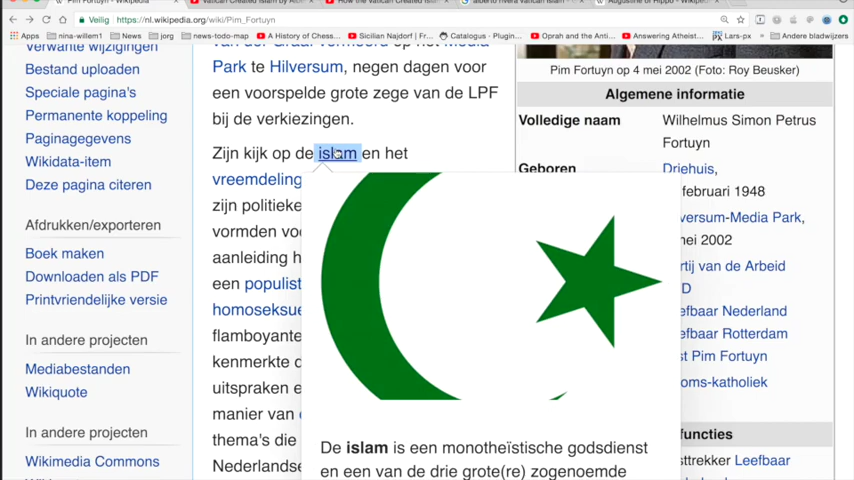 Pim Fortuyn - Wikipedia
Vatican Created Islam by Albe
How the Vatican Created Islam
alberto rivera vatican islam
Augustine of Hippo - Wikiped
Veilig
https://nl.wikipedia.org/wiki/Pim_Fortuyn
Apps
nina-willem1
News
jorg
news-todo-map
A History of Chess
Sicilian Najdorf | Ch
Catalogus - Plugin
Oprah and the Anti
Severed Ways: The
Lars-px
»
Andere bladwijzers
Verwante wijzigingen
Bestand uploaden
Speciale pagina's
Permanente koppeling
Paginagegevens
Wikidata-item
Deze pagina citeren
Afdrukken/exporteren
Boek maken
Downloaden als PDF
Printvriendelijke versie
In andere projecten
Mediabestanden
Wikiquote
In andere projecten
Wikimedia Commons
van der Graaf vermoord op het Media
Park te Hilversum, negen dagen voor
een voorspelde grote zege van de LPF
bij de verkiezingen.
Zijn kijk op de islam en het
vreemdeling
zijn politieke
vormden voo
aanleiding h
een populist
homoseksue
flamboyante
kenmerkte d
uitspraken e
manier van
thema's die
Nederlandse
De islam is een monotheïstische godsdienst
en een van de drie grote(re) zogenoemde
Pim Fortuyn op 4 mei 2002 (Foto: Roy Beusker)
Algemene informatie
Volledige naam
Wilhelmus Simon Petrus
Fortuyn
Geboren
Driehuis,
februari 1948
versum-Media Park,
mei 2002
rtij van de Arbeid
D
efbaar Nederland
efbaar Rotterdam
st Pim Fortuyn
oms-katholiek
functies
sttrekker Leefbaar